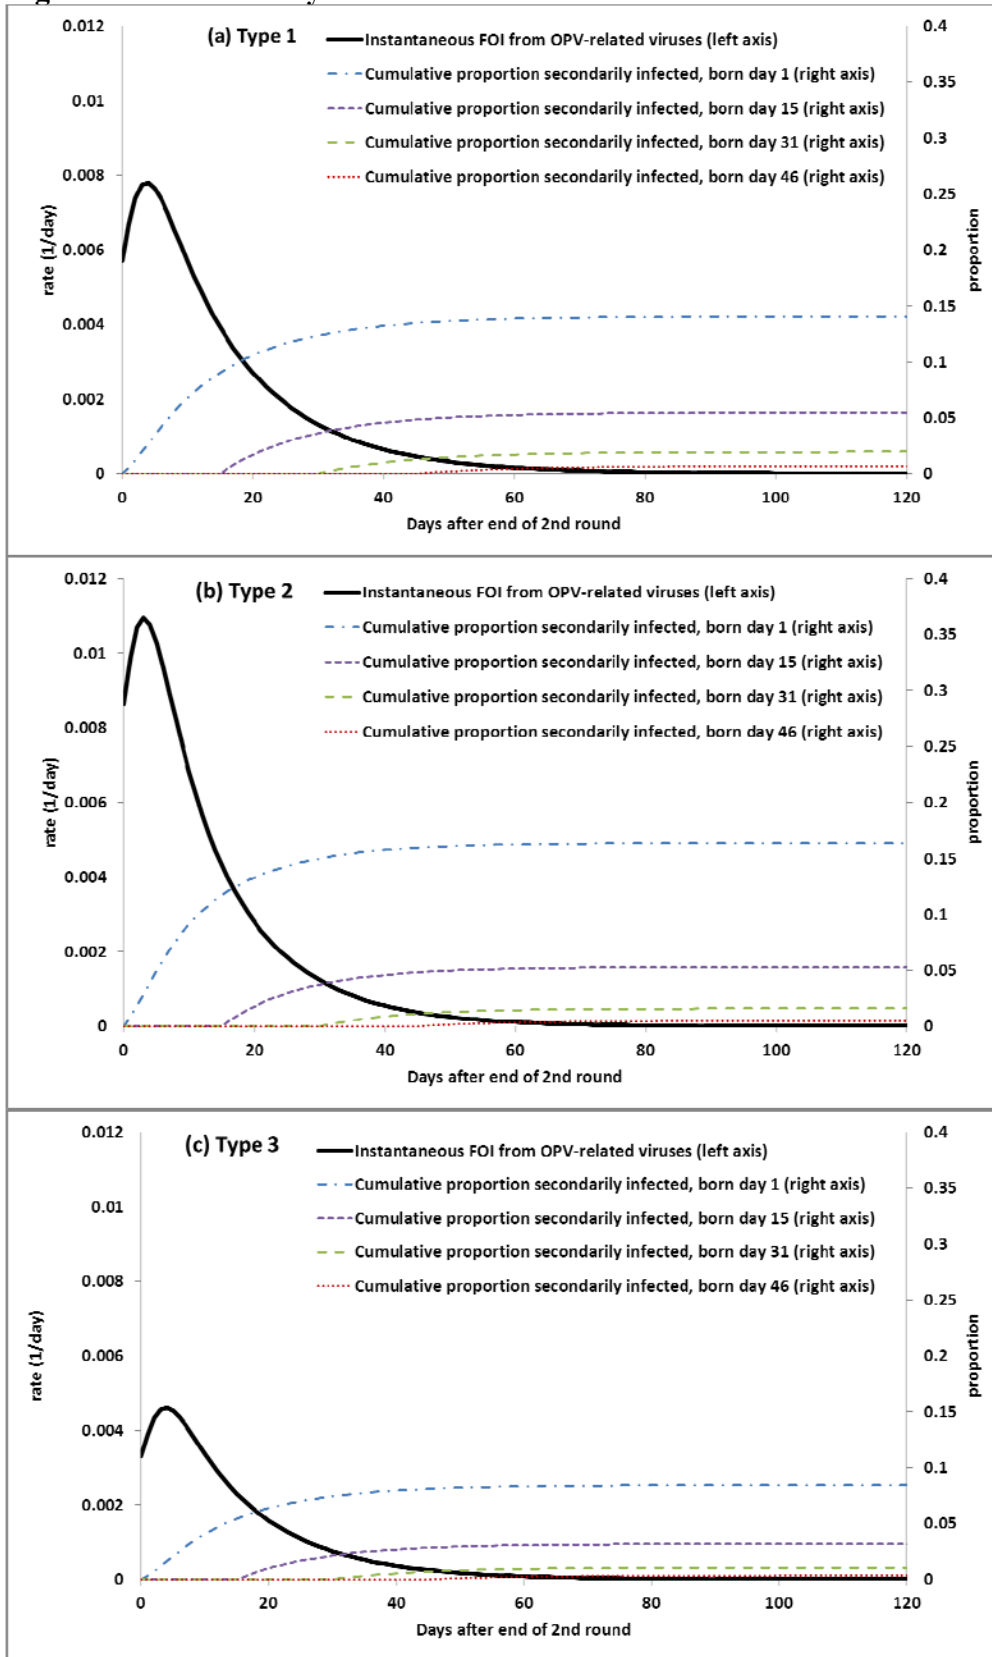 (a) Type 1
Instantaneous FOI from OPV-related viruses (left axis)
Cumulative proportion secondarily infected, born day 1 (right axis)
Cumulative proportion secondarily infected, born day 15 (right axis)
Cumulative proportion secondarily infected, born day 31 (right axis)
Cumulative proportion secondarily infected, born day 46 (right axis)
rate (1/day)
0.012
0.01
0.008
0.006
0.004
0.002
0
proportion
0.4
0.35
0.3
0.25
0.2
0.15
0.1
0.05
0
0 20 40 60 80 100 120
Days after end of 2nd round
(b) Type 2
Instantaneous FOI from OPV-related viruses (left axis)
Cumulative proportion secondarily infected, born day 1 (right axis)
Cumulative proportion secondarily infected, born day 15 (right axis)
Cumulative proportion secondarily infected, born day 31 (right axis)
Cumulative proportion secondarily infected, born day 46 (right axis)
rate (1/day)
0.012
0.01
0.008
0.006
0.004
0.002
0
proportion
0.4
0.35
0.3
0.25
0.2
0.15
0.1
0.05
0
0 20 40 60 80 100 120
Days after end of 2nd round
(c) Type 3
Instantaneous FOI from OPV-related viruses (left axis)
Cumulative proportion secondarily infected, born day 1 (right axis)
Cumulative proportion secondarily infected, born day 15 (right axis)
Cumulative proportion secondarily infected, born day 31 (right axis)
Cumulative proportion secondarily infected, born day 46 (right axis)
rate (1/day)
0.012
0.01
0.008
0.006
0.004
0.002
0
proportion
0.4
0.35
0.3
0.25
0.2
0.15
0.1
0.05
0
0 20 40 60 80 100 120
Days after end of 2nd round